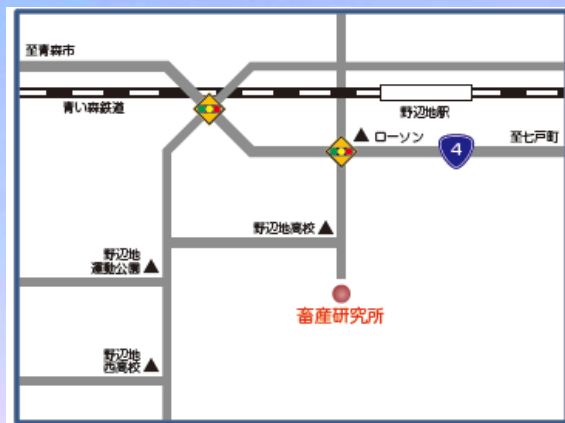 至青森市
青い森鉄道
野辺地駅
ローソン
4
至七戸町
野辺地高校
野辺地
運動公園
畜産研究所
野辺地
西高校